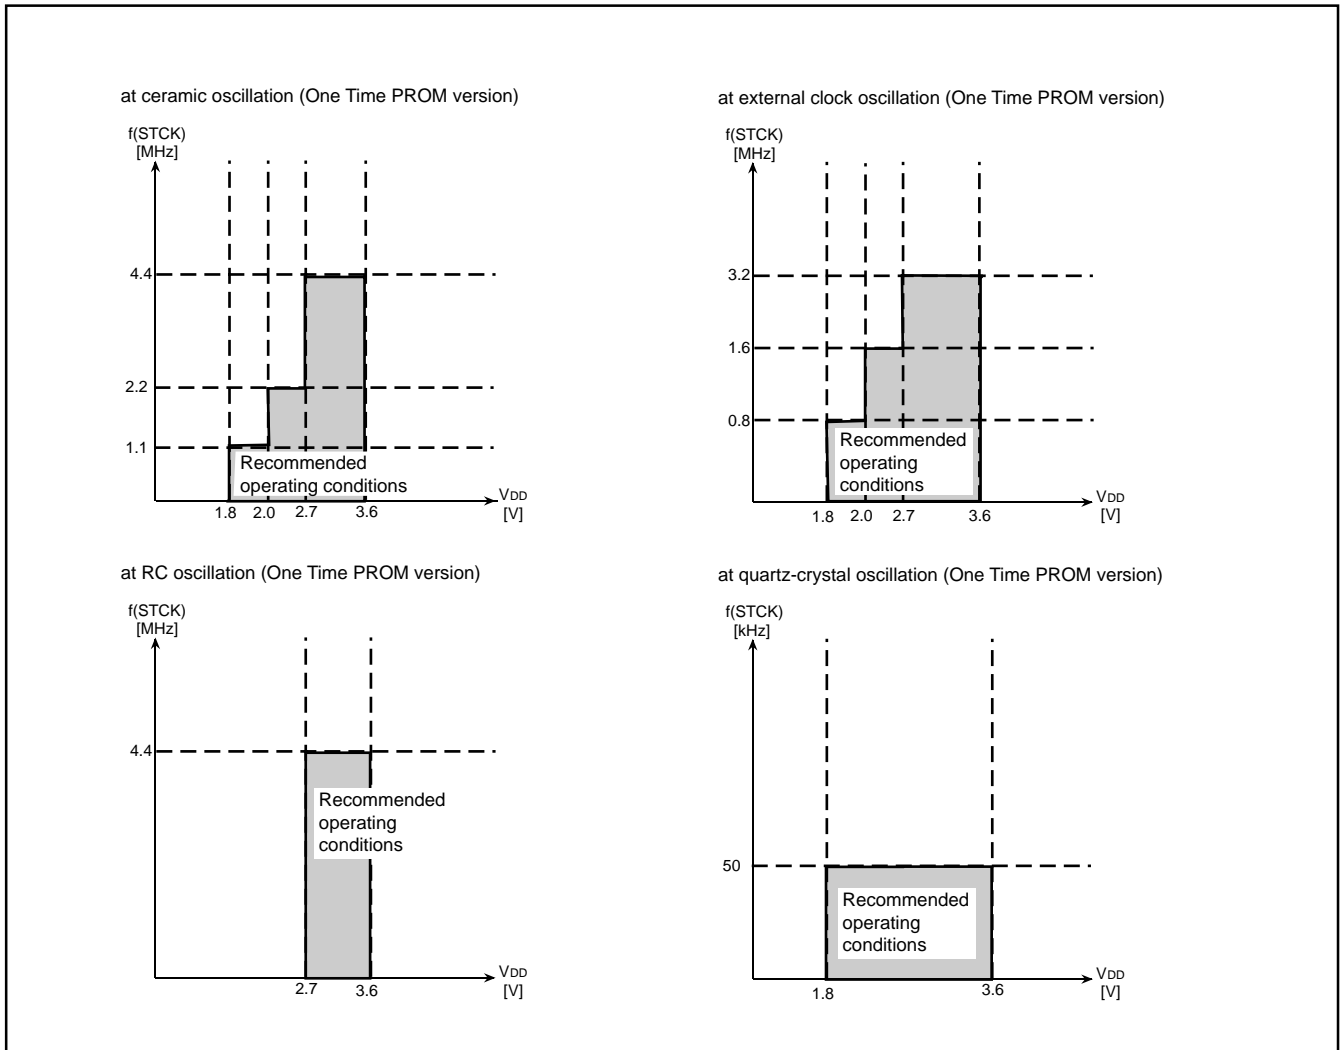 at ceramic oscillation (One Time PROM version)
f(STCK)
[MHz]
4.4
2.2
1.1
Recommended
operating conditions
1.8
2.0
2.7
3.6
VDD
[V]
at external clock oscillation (One Time PROM version)
f(STCK)
[MHz]
3.2
1.6
0.8
Recommended
operating
conditions
1.8
2.0
2.7
3.6
VDD
[V]
at RC oscillation (One Time PROM version)
f(STCK)
[MHz]
4.4
Recommended
operating
conditions
2.7
3.6
VDD
[V]
at quartz-crystal oscillation (One Time PROM version)
f(STCK)
[kHz]
50
Recommended
operating
conditions
1.8
3.6
VDD
[V]